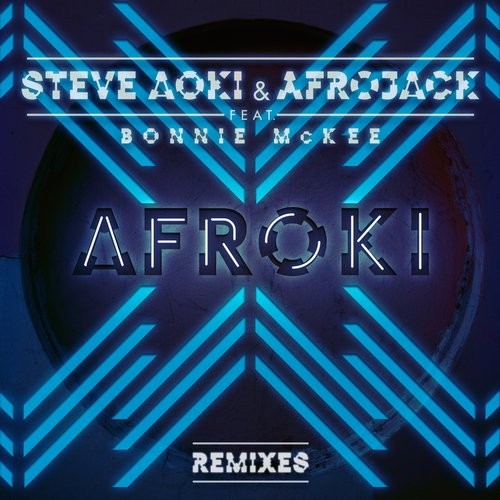 STEVE AOKI & AFROJACK
FEAT.
BONNIE McKEE
AFROKI
REMIXES